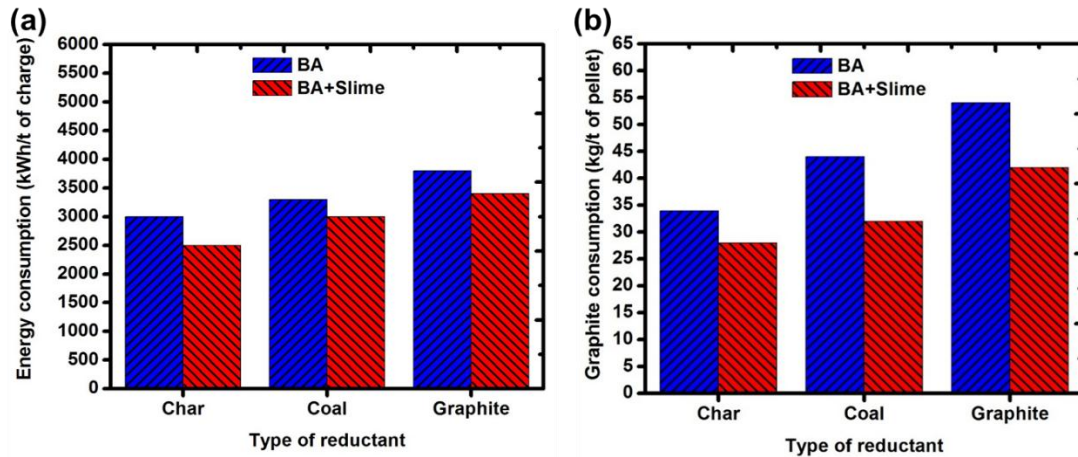 (a)
Energy consumption (kWh/t of charge)
6000
5500
5000
4500
4000
3500
3000
2500
2000
1500
1000
500
0
BA
BA+Slime
Char Coal Graphite
Type of reductant
(b)
Graphite consumption (kg/t of pellet)
65
60
55
50
45
40
35
30
25
20
15
10
5
0
BA
BA+Slime
Char Coal Graphite
Type of reductant